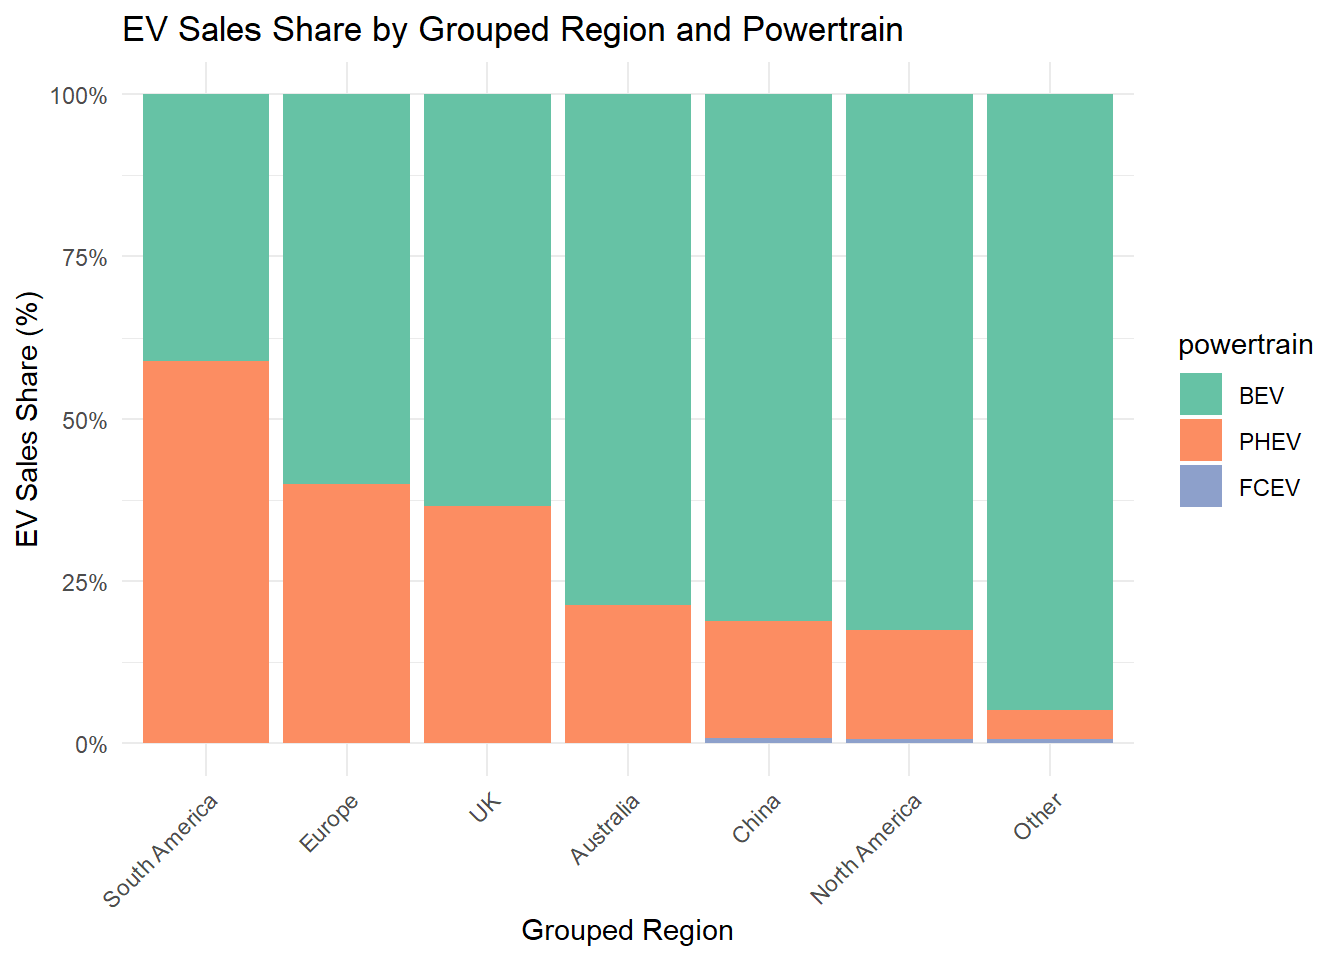 EV Sales Share by Grouped Region and Powertrain
EV Sales Share (%)
100%
75%
50%
25%
0%
South America
Europe
UK
Australia
China
North America
Other
Grouped Region
powertrain
BEV
PHEV
FCEV